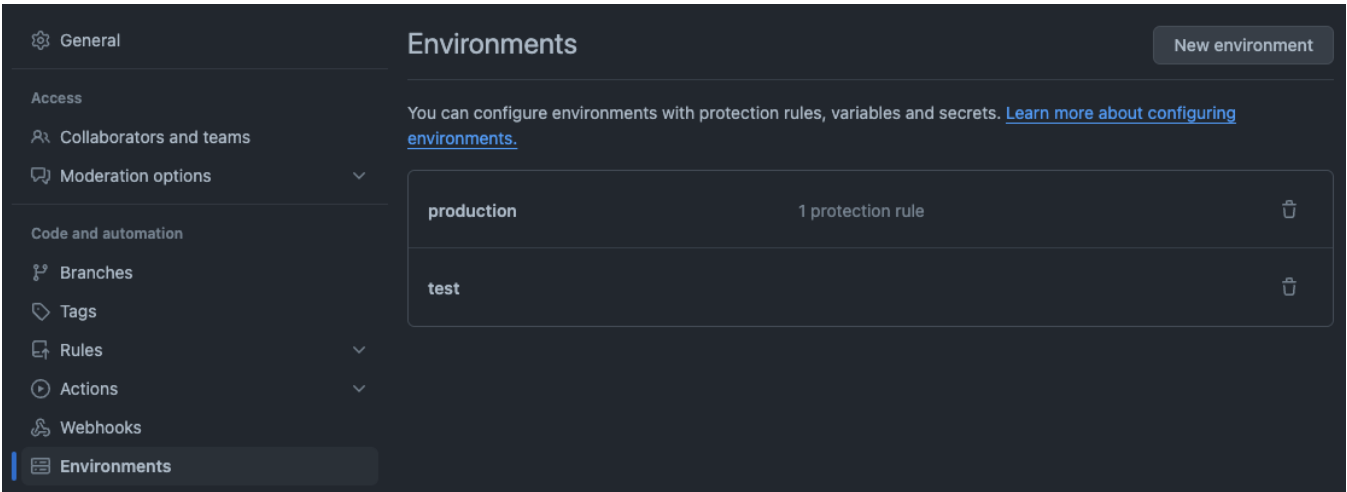 General
Access
Collaborators and teams
Moderation options
Code and automation
Branches
Tags
Rules
Actions
Webhooks
Environments
Environments
New environment
You can configure environments with protection rules, variables and secrets. Learn more about configuring
environments.
production
1 protection rule
test